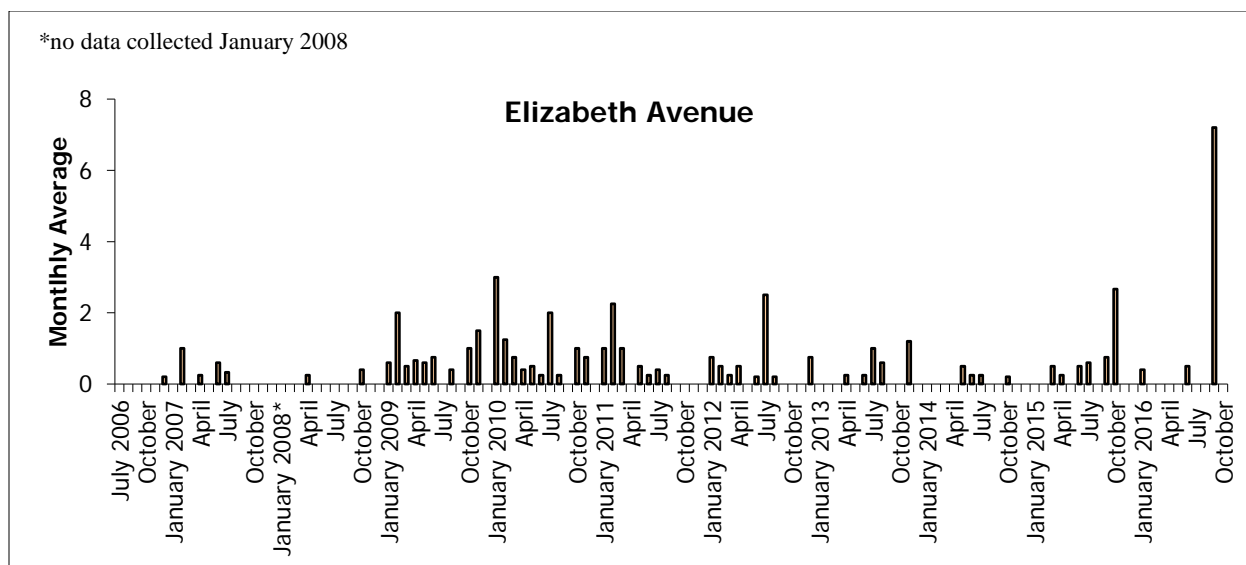 *no data collected January 2008
Elizabeth Avenue
Montlhly Average
8
6
4
2
0
July 2006
October
January 2007
April
July
October
January 2008*
April
July
October
January 2009
April
July
October
January 2010
April
July
October
January 2011
April
July
October
January 2012
April
July
October
January 2013
April
July
October
January 2014
April
July
October
January 2015
April
July
October
January 2016
April
July
October